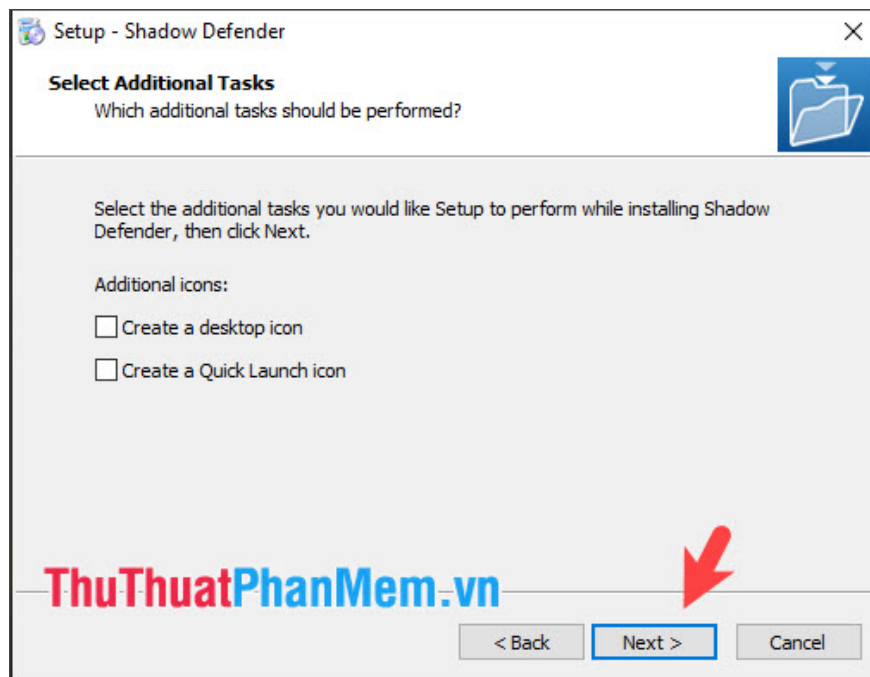 Setup - Shadow Defender
Select Additional Tasks
Which additional tasks should be performed?
Select the additional tasks you would like Setup to perform while installing Shadow
Defender, then click Next.
Additional icons:
Create a desktop icon
Create a Quick Launch icon
ThuThuatPhanMem.vn
< Back Next > Cancel